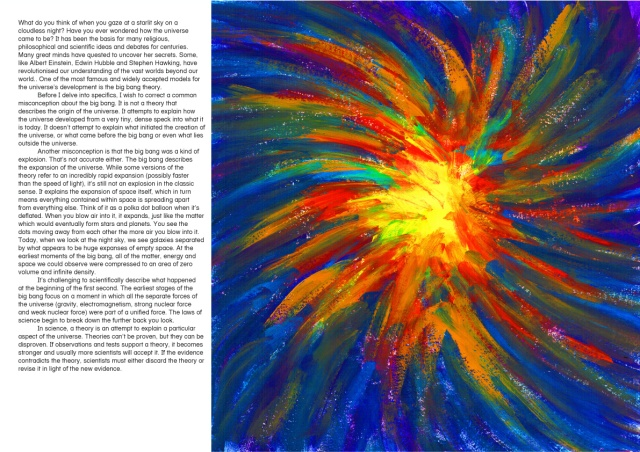 What do you think of when you gaze at a starlit sky on a
cloudless night? Have you ever wondered how the universe
came to be? It has been the basis for many religious,
philosophical and scientific ideas and debates for centuries.
Many great minds have quested to uncover her secrets. Some,
like Albert Einstein, Edwin Hubble and Stephen Hawking, have
revolutionised our understanding of the vast worlds beyond our
world.. One of the most famous and widely accepted models for
the universe's development is the big bang theory.
Before I delve into specifics, I wish to correct a common
misconception about the big bang. It is not a theory that
describes the origin of the universe. It attempts to explain how
the universe developed from a very tiny, dense speck into what it
is today. It doesn't attempt to explain what initiated the creation of
the universe, or what came before the big bang or even what lies
outside the universe.
Another misconception is that the big bang was a kind of
explosion. That's not accurate either. The big bang describes
the expansion of the universe. While some versions of the
theory refer to an incredibly rapid expansion (possibly faster
than the speed of light), it's still not an explosion in the classic
sense. It explains the expansion of space itself, which in turn
means everything contained within space is spreading apart
from everything else. Think of it as a polka dot balloon when it's
deflated. When you blow air into it, it expands, just like the matter
which would eventually form stars and planets. You see the
dots moving away from each other the more air you blow into it.
Today, when we look at the night sky, we see galaxies separated
by what appears to be huge expanses of empty space. At the
earliest moments of the big bang, all of the matter, energy and
space we could observe were compressed to an area of zero
volume and infinite density.
It's challenging to scientifically describe what happened
at the beginning of the first second. The earliest stages of the
big bang focus on a moment in which all the separate forces of
the universe (gravity, electromagnetism, strong nuclear force
and weak nuclear force) were part of a unified force. The laws of
science begin to break down the further back you look.
In science, a theory is an attempt to explain a particular
aspect of the universe. Theories can't be proven, but they can be
disproven. If observations and tests support a theory, it becomes
stronger and usually more scientists will accept it. If the evidence
contradicts the theory, scientists must either discard the theory or
revise it in light of the new evidence.